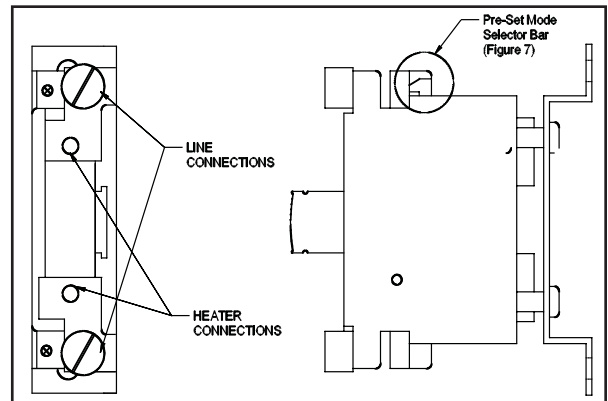 Pre-Set Mode
Selector Bar
(Figure 7)
LINE
CONNECTIONS
HEATER
CONNECTIONS